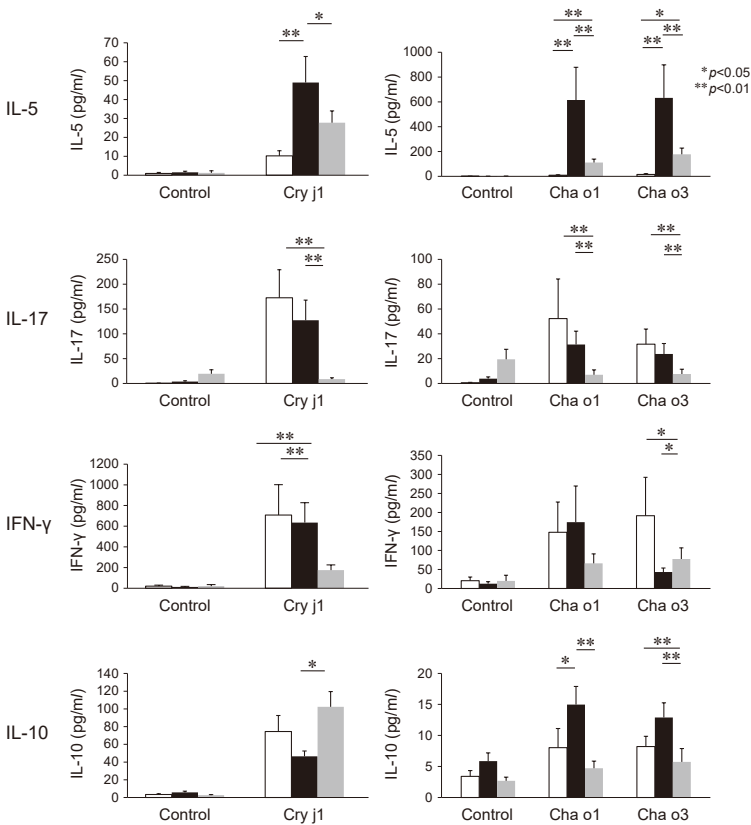 IL-5
IL-5 (pg/ml)
70
60
50
40
30
20
10
0
** *
Control Cry j1
IL-5 (pg/ml)
1000
800
600
400
200
0
** *
** ** ** **
Control Cha o1 Cha o3
*p<0.05
**p<0.01
IL-17
IL-17 (pg/ml)
250
200
150
100
50
0
**
**
Control Cry j1
IL-17 (pg/ml)
100
80
60
40
20
0
** **
** **
Control Cha o1 Cha o3
IFN-γ
IFN-γ (pg/ml)
1200
1000
800
600
400
200
0
**
**
Control Cry j1
IFN-γ (pg/ml)
350
300
250
200
150
100
50
0
*
*
Control Cha o1 Cha o3
IL-10
IL-10 (pg/ml)
140
120
100
80
60
40
20
0
*
Control Cry j1
IL-10 (pg/ml)
20
15
10
5
0
** **
* **
Control Cha o1 Cha o3